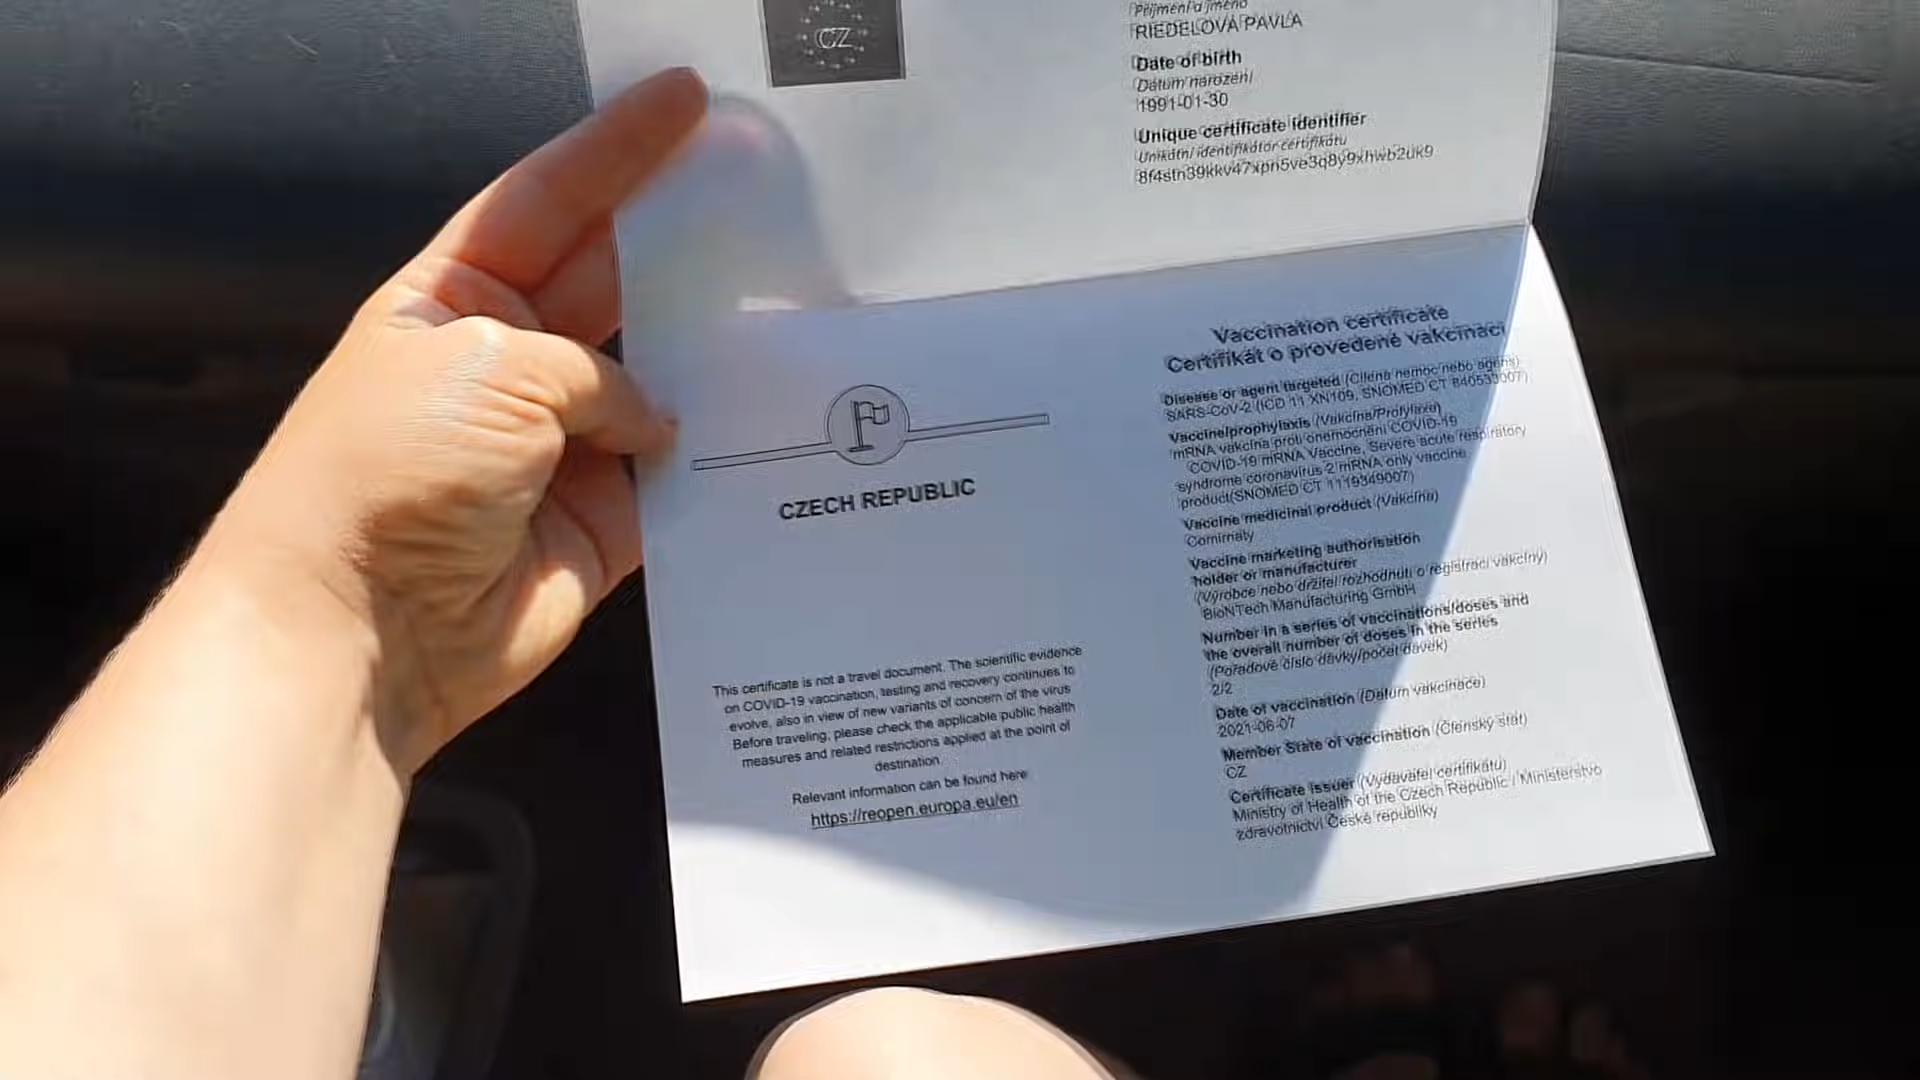 CZ
Příjmení a jméno
RIEDELOVÁ PAVLA
Date of birth
Datum narození
1991-01-30
Unique certificate identifier
Unikátní identifikátor certifikátu
8f4stn39kkv47xpn5ve3q8y9xhwb2uk9
CZECH REPUBLIC
This certificate is not a travel document. The scientific evidence
on COVID-19 vaccination, testing and recovery continues to
evolve, also in view of new variants of concern of the virus.
Before traveling, please check the applicable public health
measures and related restrictions applied at the point of
destination.
Relevant information can be found here:
https://reopen.europa.eu/en
Vaccination certificate
Certifikát o provedené vakcinaci
Disease or agent targeted (Cílená nemoc nebo agens)
SARS-CoV-2 (ICD 11 XN109, SNOMED CT 840533007)
Vaccine/prophylaxis (Vakcína/Profylaxe)
mRNA vakcína proti onemocnění COVID-19
COVID-19 mRNA Vaccine, Severe acute respiratory
syndrome coronavirus 2 mRNA only vaccine
product(SNOMED CT 1119349007)
Vaccine medicinal product (Vakcína)
Comirnaty
Vaccine marketing authorisation
holder or manufacturer
(Výrobce nebo držitel rozhodnutí o registraci vakcíny)
BioNTech Manufacturing GmbH
Number in a series of vaccinations/doses and
the overall number of doses in the series
(Pořadové číslo dávky/počet dávek)
2/2
Date of vaccination (Datum vakcinace)
2021-06-07
Member State of vaccination (Členský stát)
CZ
Certificate issuer (Vydavatel certifikátu)
Ministry of Health of the Czech Republic / Ministerstvo
zdravotnictví České republiky